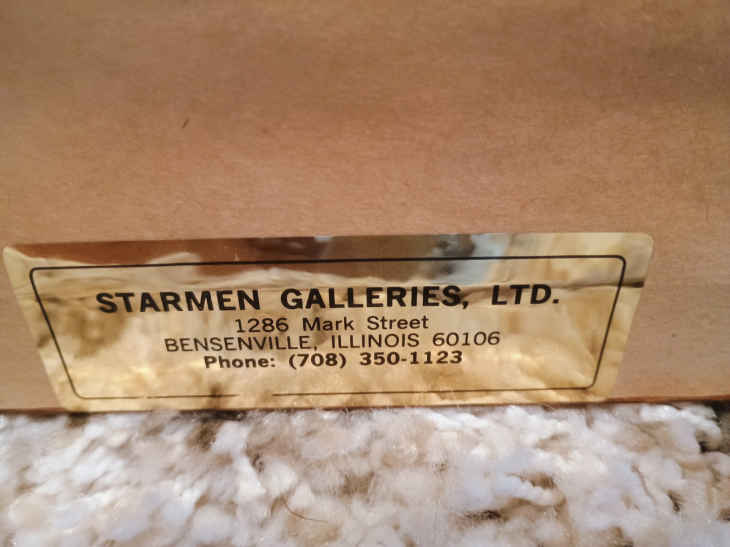 STARMEN GALLERIES, LTD.
1286 Mark Street
BENSENVILLE, ILLINOIS 60106
Phone: (708) 350-1123